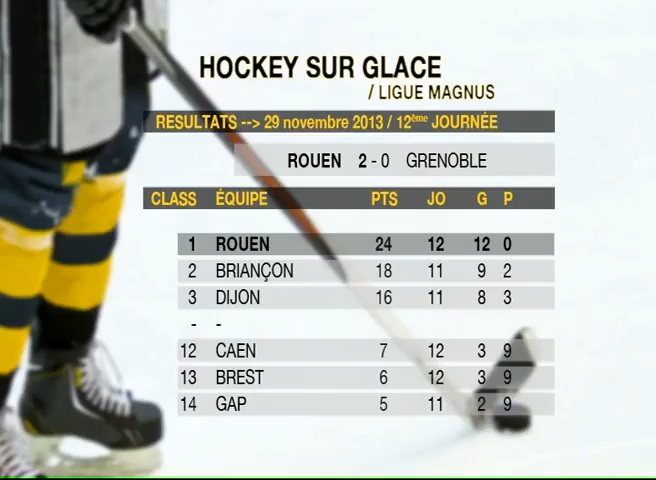 HOCKEY SUR GLACE
/ LIGUE MAGNUS
RESULTATS --> 29 novembre 2013 / 12ème JOURNÉE
ROUEN 2 - 0 GRENOBLE
CLASS ÉQUIPE PTS JO G P
1 ROUEN 24 12 12 0
2 BRIANÇON 18 11 9 2
3 DIJON 16 11 8 3
- -
12 CAEN 7 12 3 9
13 BREST 6 12 3 9
14 GAP 5 11 2 9